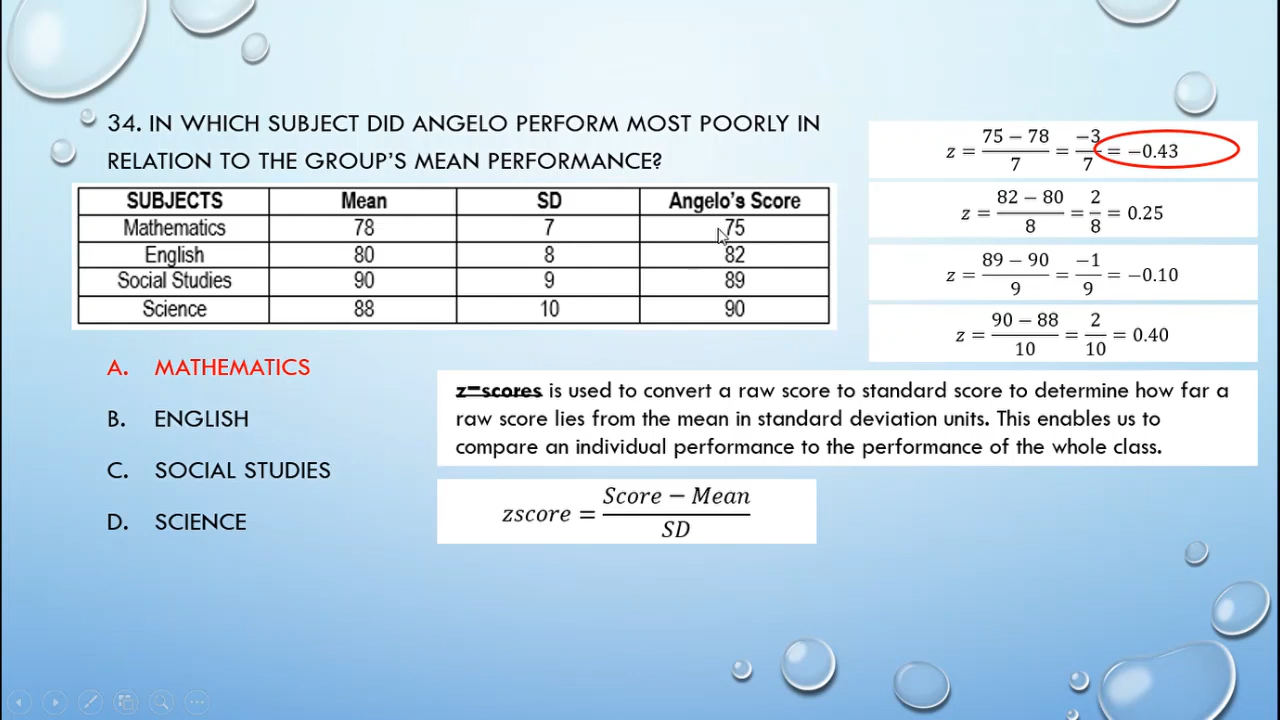 34. IN WHICH SUBJECT DID ANGELO PERFORM MOST POORLY IN
RELATION TO THE GROUP'S MEAN PERFORMANCE?
SUBJECTS Mean SD Angelo's Score
Mathematics 78 7 75
English 80 8 82
Social Studies 90 9 89
Science 88 10 90
A. MATHEMATICS
B. ENGLISH
C. SOCIAL STUDIES
D. SCIENCE
z = (75 − 78)/7 = −3/7 = −0.43
z = (82 − 80)/8 = 2/8 = 0.25
z = (89 − 90)/9 = −1/9 = −0.10
z = (90 − 88)/10 = 2/10 = 0.40
z=scores is used to convert a raw score to standard score to determine how far a
raw score lies from the mean in standard deviation units. This enables us to
compare an individual performance to the performance of the whole class.
zscore = (Score − Mean)/SD